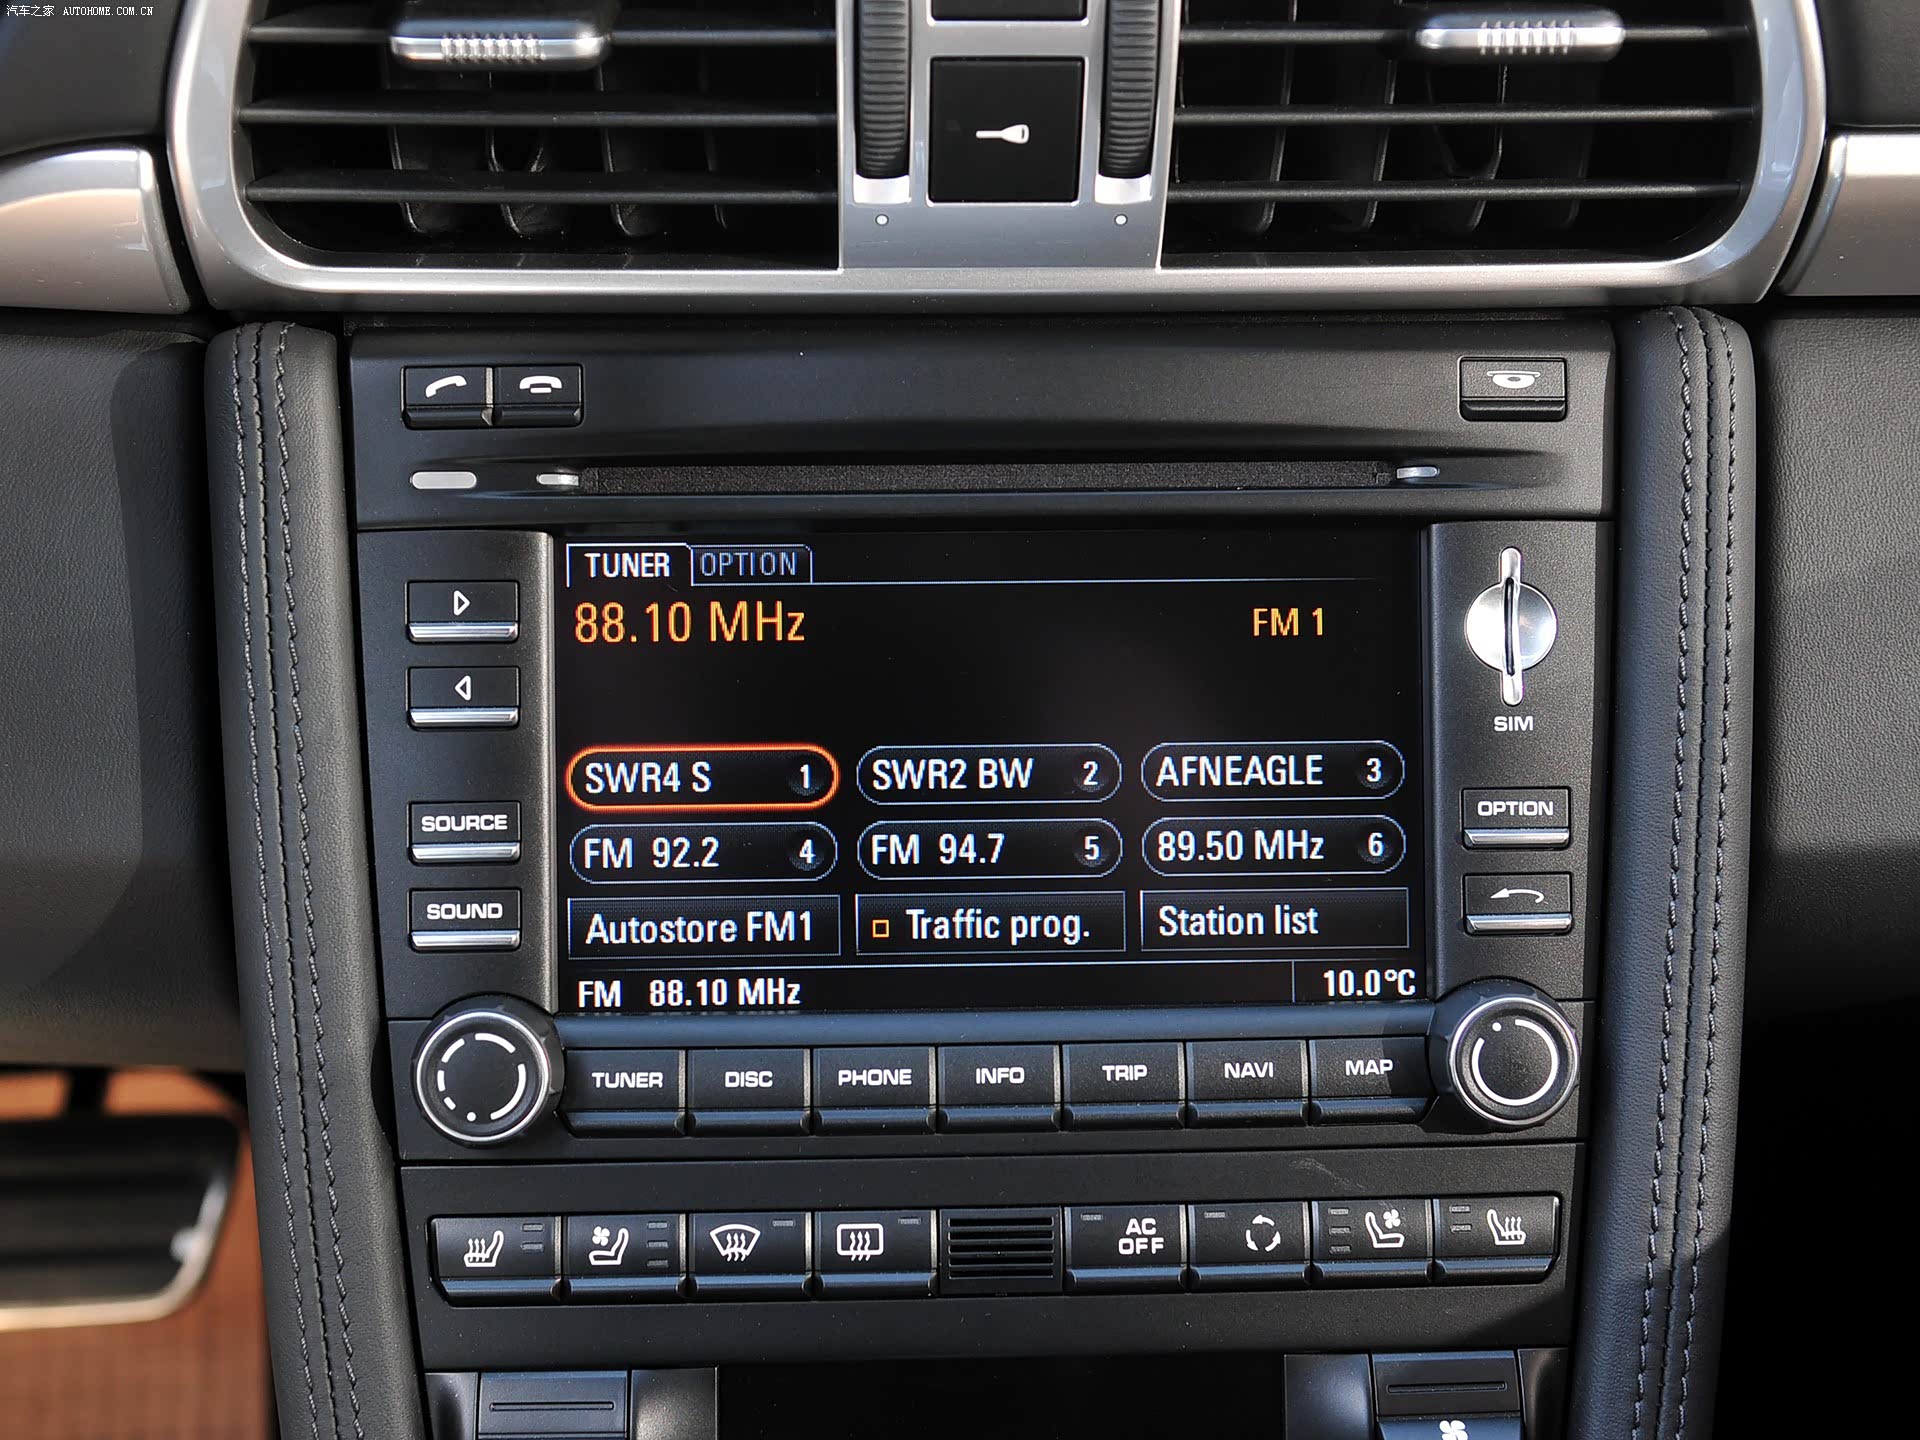 汽车之家 AUTOHOME.COM.CN
TUNER OPTION
88.10 MHz FM 1
SIM
SWR4 S 1 SWR2 BW 2 AFNEAGLE 3
FM 92.2 4 FM 94.7 5 89.50 MHz 6
Autostore FM1 Traffic prog. Station list
FM 88.10 MHz 10.0°C
SOURCE
SOUND
OPTION
TUNER DISC PHONE INFO TRIP NAVI MAP
AC
OFF